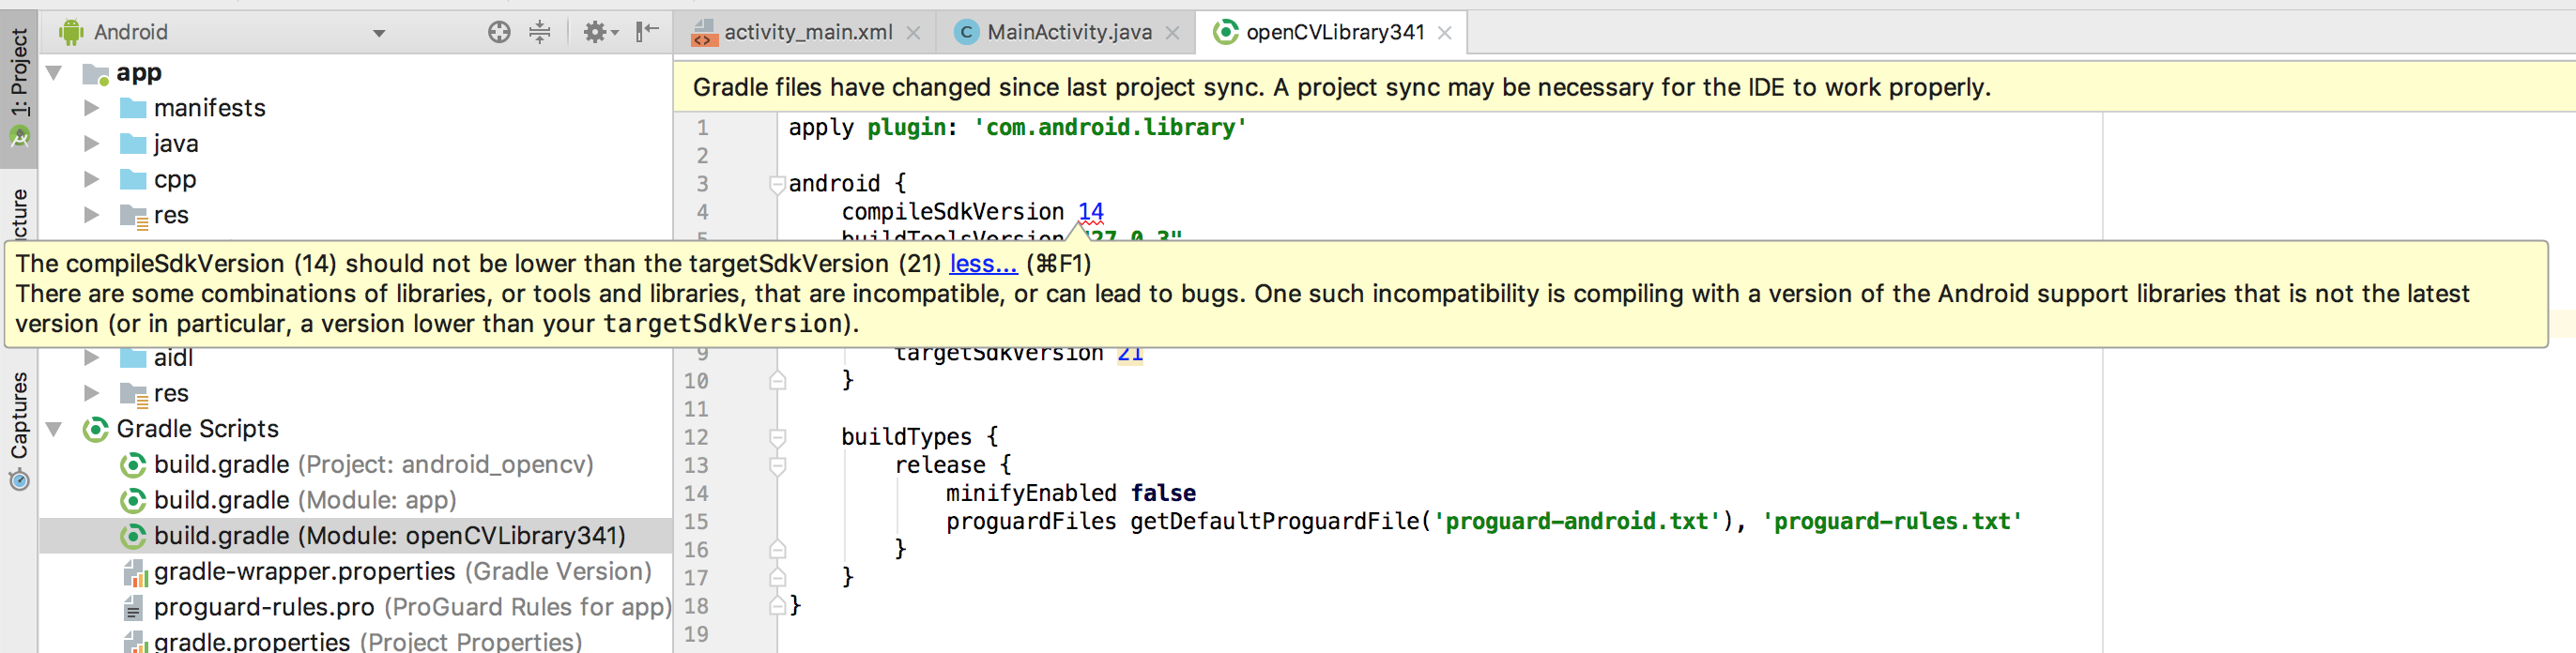 1: Project
Android
activity_main.xml
MainActivity.java
openCVLibrary341
app
manifests
java
cpp
res
Gradle files have changed since last project sync. A project sync may be necessary for the IDE to work properly.
1 apply plugin: 'com.android.library'
2
3 android {
4 compileSdkVersion 14
5 buildToolsVersion "27.0.3"
The compileSdkVersion (14) should not be lower than the targetSdkVersion (21) less... (⌘F1)
There are some combinations of libraries, or tools and libraries, that are incompatible, or can lead to bugs. One such incompatibility is compiling with a version of the Android support libraries that is not the latest
version (or in particular, a version lower than your targetSdkVersion).
9 targetSdkVersion 21
10 }
11
12 buildTypes {
13 release {
14 minifyEnabled false
15 proguardFiles getDefaultProguardFile('proguard-android.txt'), 'proguard-rules.txt'
16 }
17 }
18 }
19
aidl
res
Captures
Gradle Scripts
build.gradle (Project: android_opencv)
build.gradle (Module: app)
build.gradle (Module: openCVLibrary341)
gradle-wrapper.properties (Gradle Version)
proguard-rules.pro (ProGuard Rules for app)
gradle.properties (Project Properties)